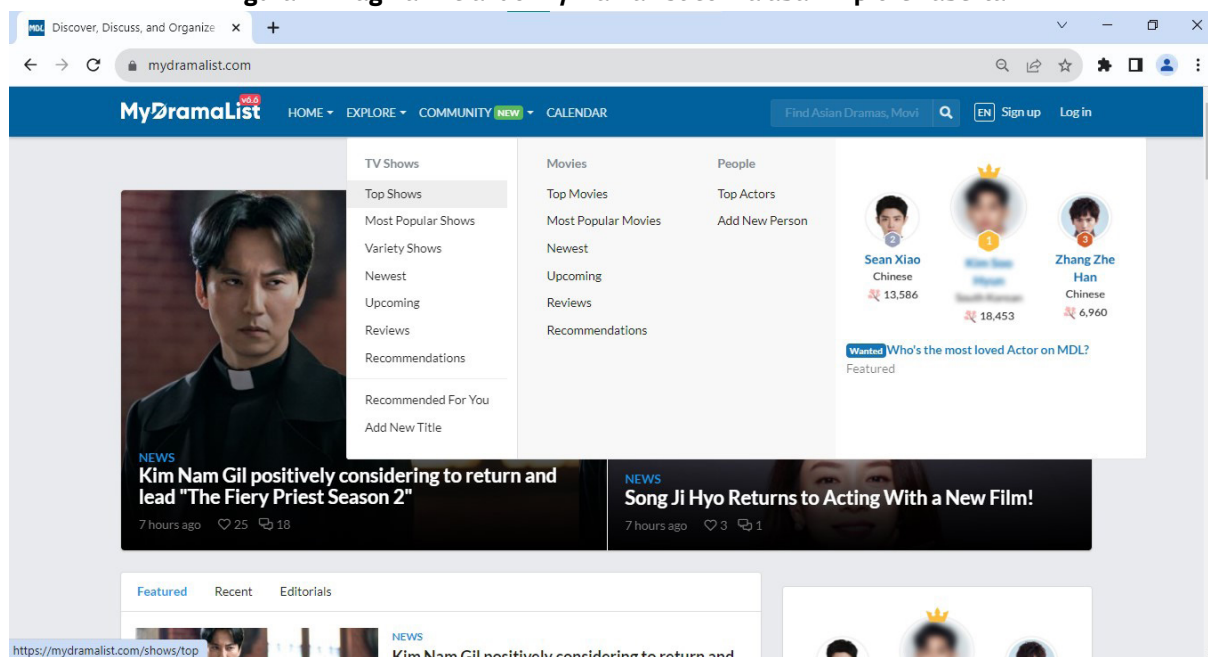 Discover, Discuss, and Organize
mydramalist.com
MyDramaList v6.6
HOME EXPLORE COMMUNITY NEW CALENDAR
Find Asian Dramas, Movi
EN Sign up Log in
TV Shows
Top Shows
Most Popular Shows
Variety Shows
Newest
Upcoming
Reviews
Recommendations
Recommended For You
Add New Title
Movies
Top Movies
Most Popular Movies
Newest
Upcoming
Reviews
Recommendations
People
Top Actors
Add New Person
2
Sean Xiao
Chinese
13,586
1
18,453
3
Zhang Zhe
Han
Chinese
6,960
Wanted Who's the most loved Actor on MDL?
Featured
NEWS
Kim Nam Gil positively considering to return and
lead "The Fiery Priest Season 2"
7 hours ago 25 18
NEWS
Song Ji Hyo Returns to Acting With a New Film!
7 hours ago 3 1
Featured Recent Editorials
NEWS
Kim Nam Gil positively considering to return and
https://mydramalist.com/shows/top